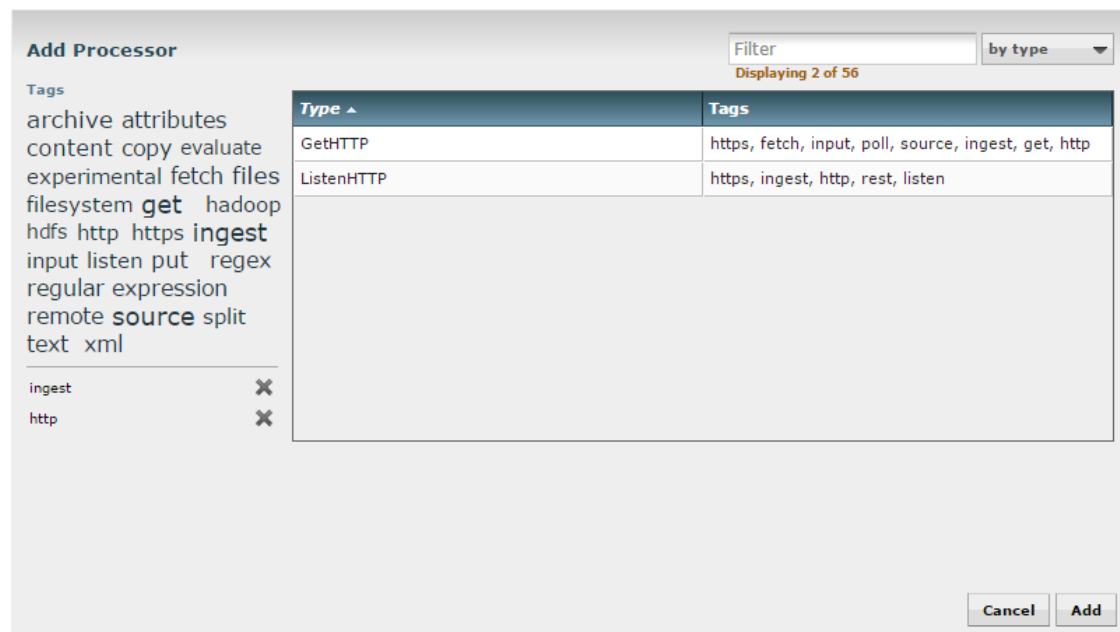 Add Processor
Filter
by type
Displaying 2 of 56
Tags
archive attributes
content copy evaluate
experimental fetch files
filesystem get hadoop
hdfs http https ingest
input listen put regex
regular expression
remote source split
text xml
ingest
http
Type Tags
GetHTTP https, fetch, input, poll, source, ingest, get, http
ListenHTTP https, ingest, http, rest, listen
Cancel Add